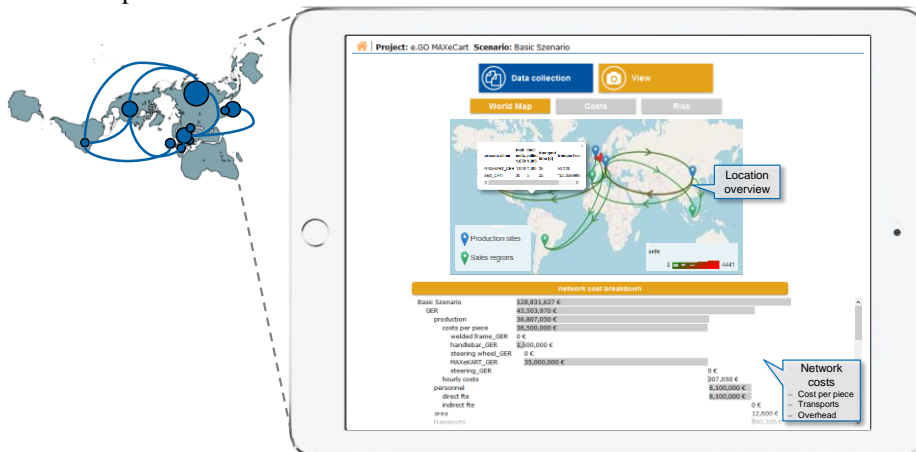 Project: e.GO MAXeCart Scenario: Basic Szenario
Data collection
View
World Map
Costs
Risk
Location
overview
Production sites
Sales regions
units
4441
network cost breakdown
Basic Szenario 128,831,627 €
GER 45,503,970 €
production 36,807,050 €
costs per piece 36,500,000 €
welded frame_GER 0 €
handlebar_GER 1,500,000 €
steering wheel_GER 0 €
MAXeKART_GER 35,000,000 €
steering_GER 0 €
hourly costs 307,050 €
personnel 8,100,000 €
direct fte 8,100,000 €
indirect fte 0 €
area 12,600 €
transports
Network
costs
– Cost per piece
– Transports
– Overhead